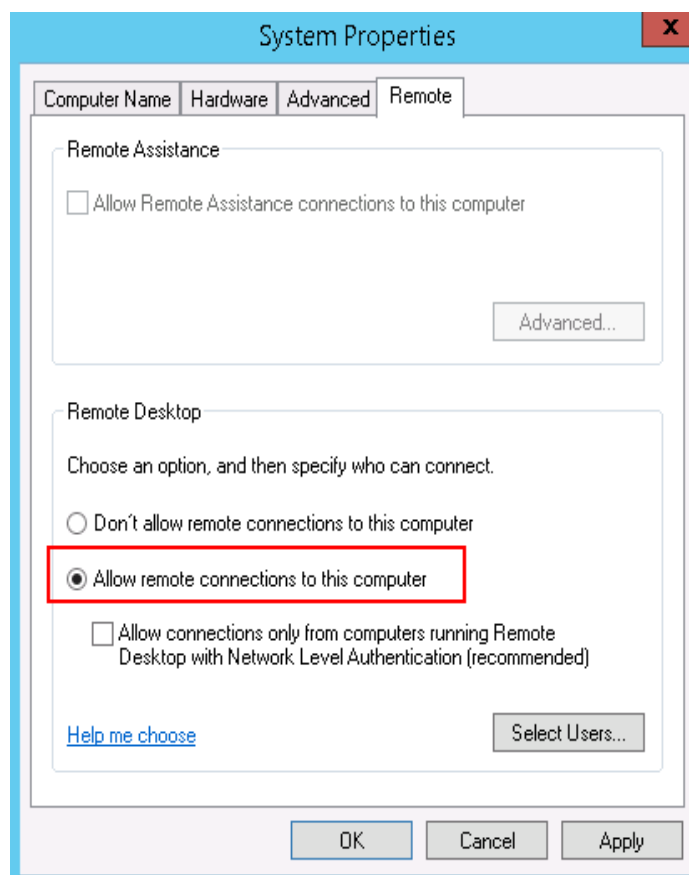 System Properties
x
Computer Name
Hardware
Advanced
Remote
Remote Assistance
Allow Remote Assistance connections to this computer
Advanced...
Remote Desktop
Choose an option, and then specify who can connect.
Don't allow remote connections to this computer
Allow remote connections to this computer
Allow connections only from computers running Remote
Desktop with Network Level Authentication (recommended)
Help me choose
Select Users...
OK
Cancel
Apply